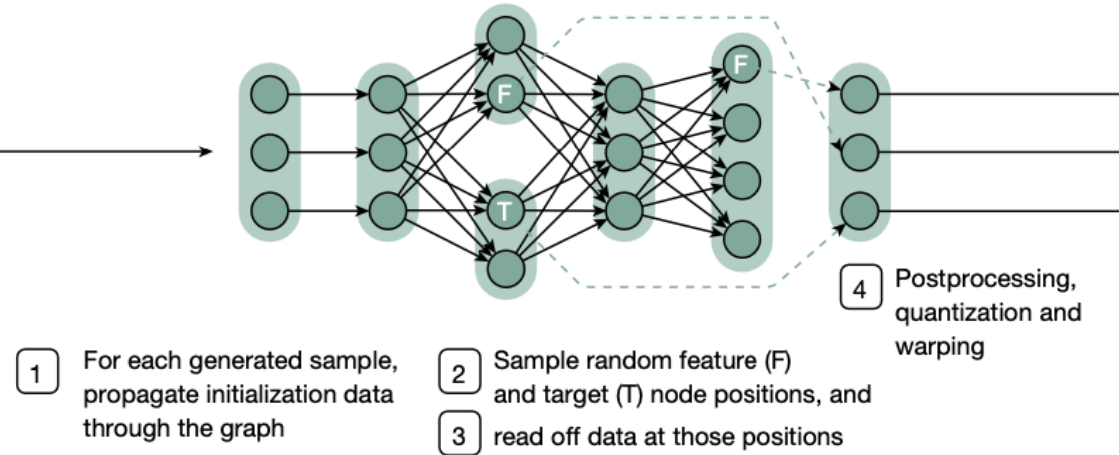 F
F
T
4
Postprocessing,
quantization and
warping
1
For each generated sample,
propagate initialization data
through the graph
2
Sample random feature (F)
and target (T) node positions, and
3
read off data at those positions